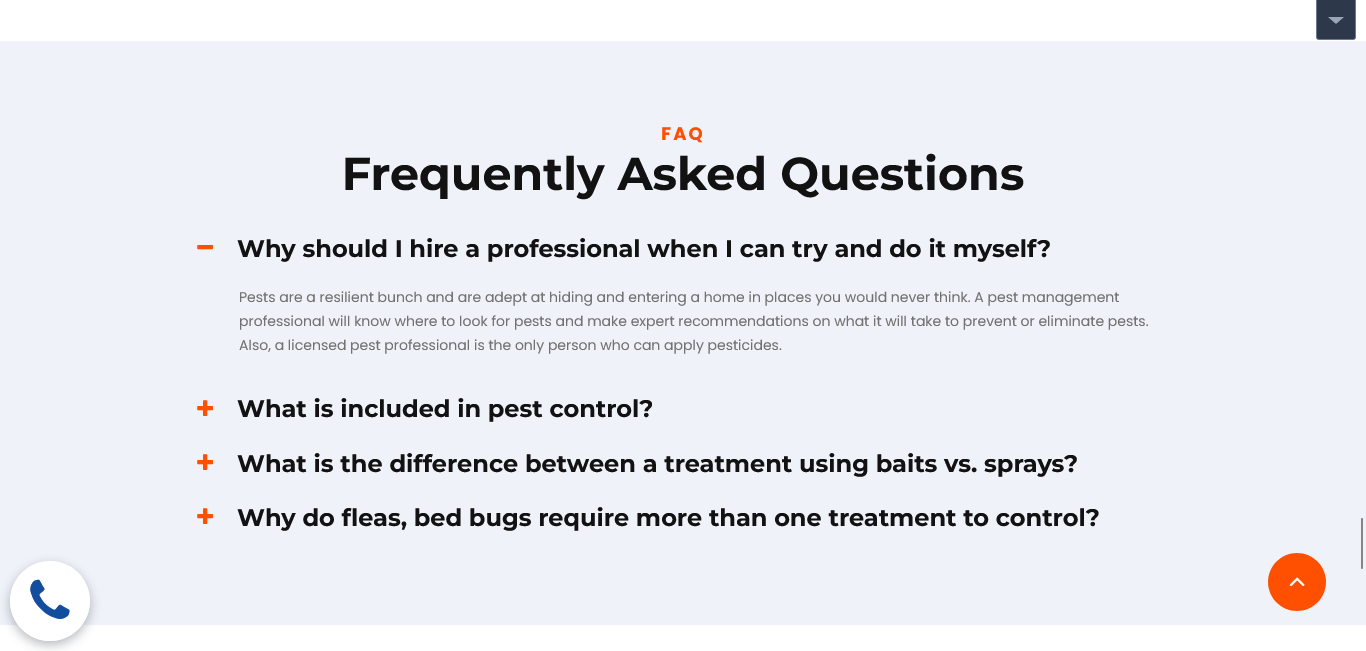 FAQ
Frequently Asked Questions
Why should I hire a professional when I can try and do it myself?
Pests are a resilient bunch and are adept at hiding and entering a home in places you would never think. A pest management
professional will know where to look for pests and make expert recommendations on what it will take to prevent or eliminate pests.
Also, a licensed pest professional is the only person who can apply pesticides.
What is included in pest control?
What is the difference between a treatment using baits vs. sprays?
Why do fleas, bed bugs require more than one treatment to control?